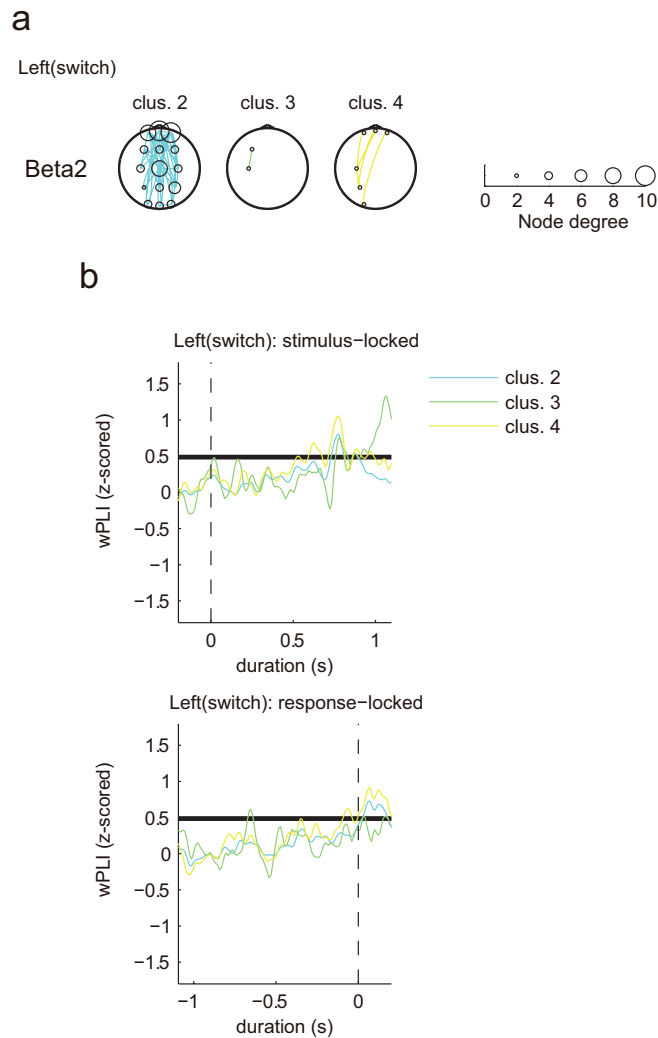 a
Left(switch)
clus. 2 clus. 3 clus. 4
Beta2
0 2 4 6 8 10
Node degree
b
Left(switch): stimulus−locked
1.5
1
0.5
0
−0.5
−1
−1.5
wPLI (z−scored)
0 0.5 1
duration (s)
clus. 2
clus. 3
clus. 4
Left(switch): response−locked
1.5
1
0.5
0
−0.5
−1
−1.5
wPLI (z−scored)
−1 −0.5 0
duration (s)